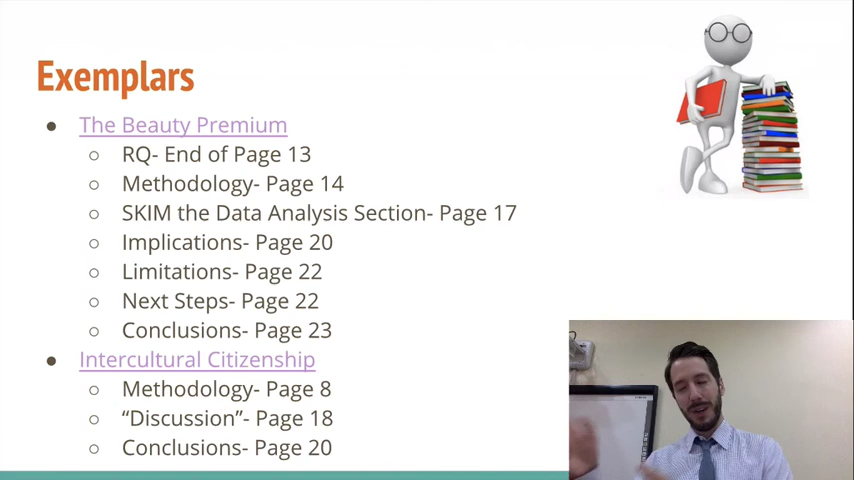 Exemplars
● The Beauty Premium
○ RQ- End of Page 13
○ Methodology- Page 14
○ SKIM the Data Analysis Section- Page 17
○ Implications- Page 20
○ Limitations- Page 22
○ Next Steps- Page 22
○ Conclusions- Page 23
● Intercultural Citizenship
○ Methodology- Page 8
○ “Discussion”- Page 18
○ Conclusions- Page 20